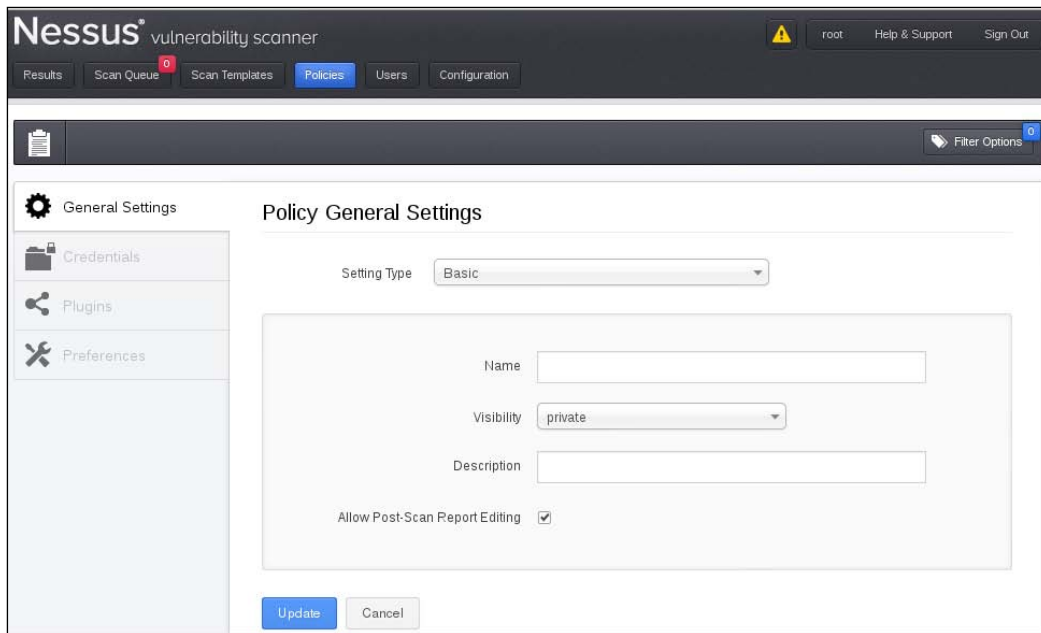 Nessus® vulnerability scanner
root Help & Support Sign Out
Results Scan Queue 0 Scan Templates Policies Users Configuration
Filter Options 0
General Settings
Credentials
Plugins
Preferences
Policy General Settings
Setting Type Basic
Name
Visibility private
Description
Allow Post-Scan Report Editing
Update Cancel